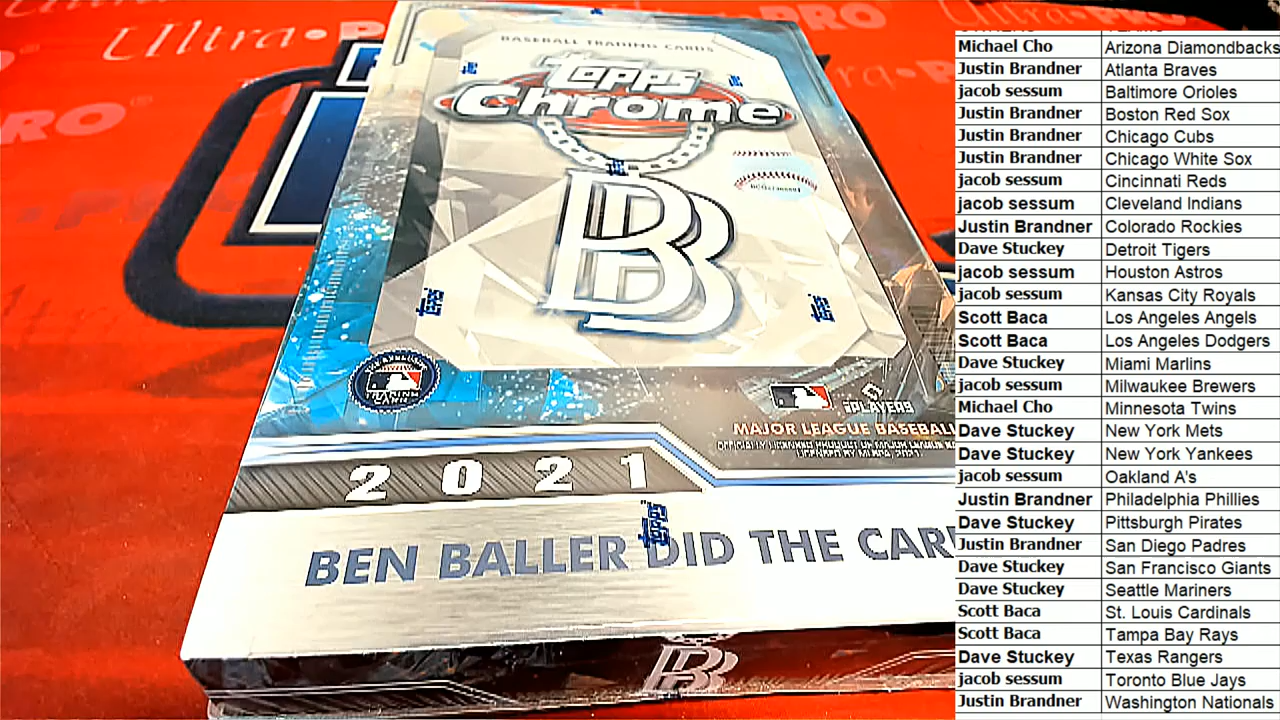 Ultra•PRO
PRO
BASEBALL TRADING CARDS
topps
Chrome
BB
topps
topps
MAJOR LEAGUE BASEBALL
PLAYERS
2021
topps
BEN BALLER DID THE
BB
Michael Cho Arizona Diamondbacks
Justin Brandner Atlanta Braves
jacob sessum Baltimore Orioles
Justin Brandner Boston Red Sox
Justin Brandner Chicago Cubs
Justin Brandner Chicago White Sox
jacob sessum Cincinnati Reds
jacob sessum Cleveland Indians
Justin Brandner Colorado Rockies
Dave Stuckey Detroit Tigers
jacob sessum Houston Astros
jacob sessum Kansas City Royals
Scott Baca Los Angeles Angels
Scott Baca Los Angeles Dodgers
Dave Stuckey Miami Marlins
jacob sessum Milwaukee Brewers
Michael Cho Minnesota Twins
Dave Stuckey New York Mets
Dave Stuckey New York Yankees
jacob sessum Oakland A's
Justin Brandner Philadelphia Phillies
Dave Stuckey Pittsburgh Pirates
Justin Brandner San Diego Padres
Dave Stuckey San Francisco Giants
Dave Stuckey Seattle Mariners
Scott Baca St. Louis Cardinals
Scott Baca Tampa Bay Rays
Dave Stuckey Texas Rangers
jacob sessum Toronto Blue Jays
Justin Brandner Washington Nationals